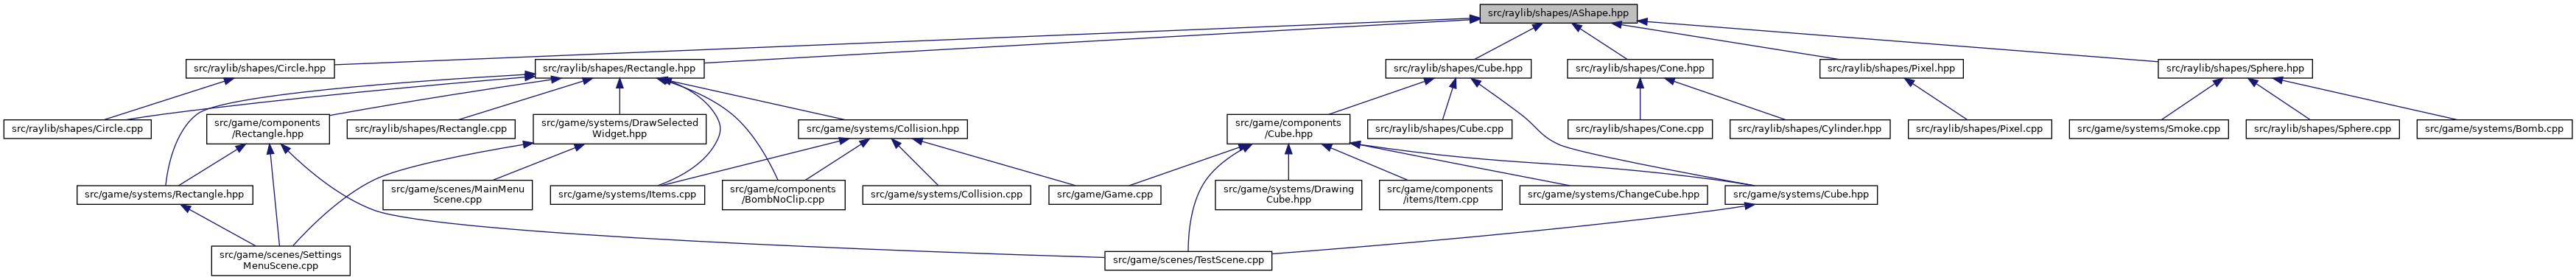 src/raylib/shapes/AShape.hpp
src/raylib/shapes/Circle.hpp
src/raylib/shapes/Rectangle.hpp
src/raylib/shapes/Cube.hpp
src/raylib/shapes/Cone.hpp
src/raylib/shapes/Pixel.hpp
src/raylib/shapes/Sphere.hpp
src/raylib/shapes/Circle.cpp
src/game/components
/Rectangle.hpp
src/raylib/shapes/Rectangle.cpp
src/game/systems/DrawSelected
Widget.hpp
src/game/systems/Collision.hpp
src/game/components
/Cube.hpp
src/raylib/shapes/Cube.cpp
src/raylib/shapes/Cone.cpp
src/raylib/shapes/Cylinder.hpp
src/raylib/shapes/Pixel.cpp
src/game/systems/Smoke.cpp
src/raylib/shapes/Sphere.cpp
src/game/systems/Bomb.cpp
src/game/systems/Rectangle.hpp
src/game/scenes/MainMenu
Scene.cpp
src/game/systems/Items.cpp
src/game/components
/BombNoClip.cpp
src/game/systems/Collision.cpp
src/game/Game.cpp
src/game/systems/Drawing
Cube.hpp
src/game/components
/items/Item.cpp
src/game/systems/ChangeCube.hpp
src/game/systems/Cube.hpp
src/game/scenes/Settings
MenuScene.cpp
src/game/scenes/TestScene.cpp